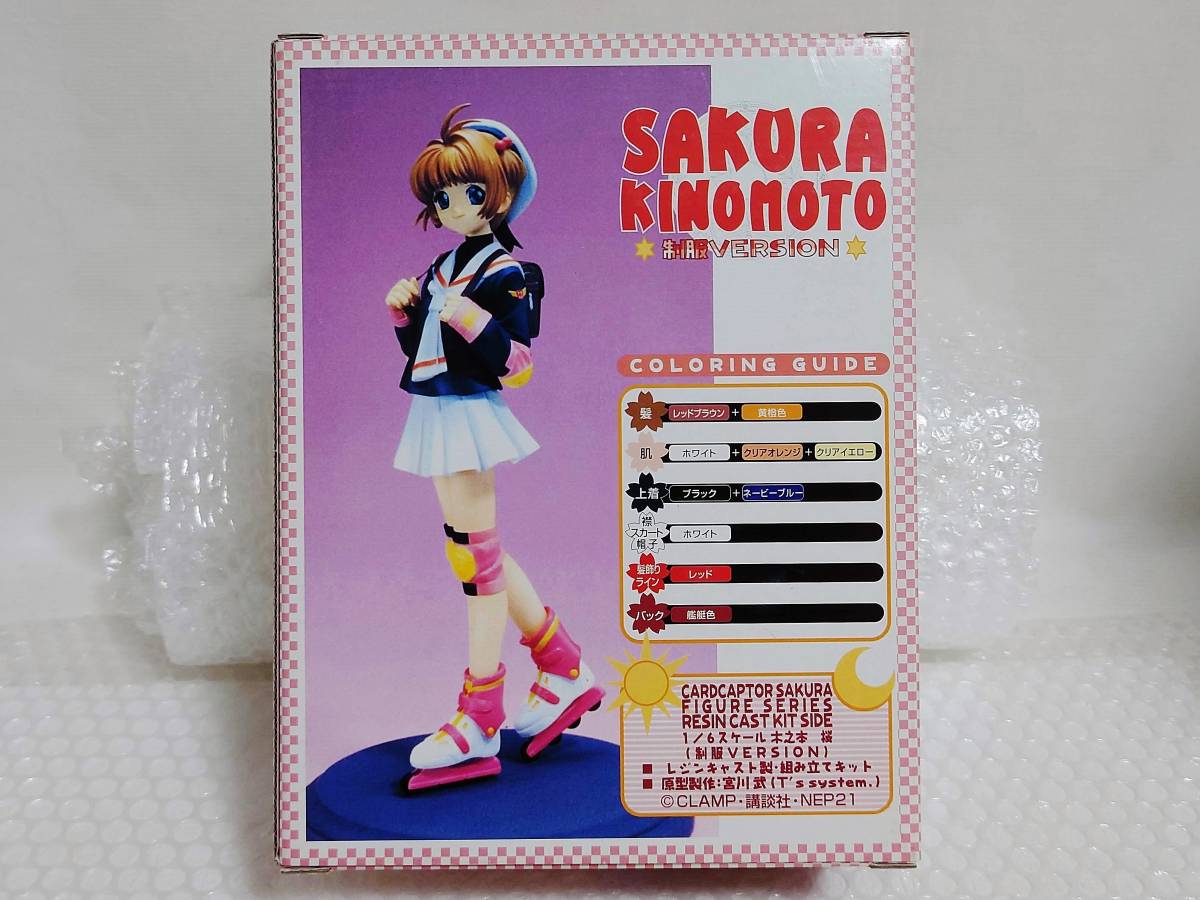 SAKURA
KINOMOTO
制服VERSION
COLORING GUIDE
髪 レッドブラウン + 黄橙色
肌 ホワイト + クリアオレンジ + クリアイエロー
上着 ブラック + ネービーブルー
襟
スカート ホワイト
帽子
髪飾り
ライン レッド
バック 艦艇色
CARDCAPTOR SAKURA
FIGURE SERIES
RESIN CAST KIT SIDE
1/6スケール 木之本 桜
(制服VERSION)
■ レジンキャスト製・組み立てキット
■ 原型製作:宮川 武(T's system.)
©CLAMP・講談社・NEP21